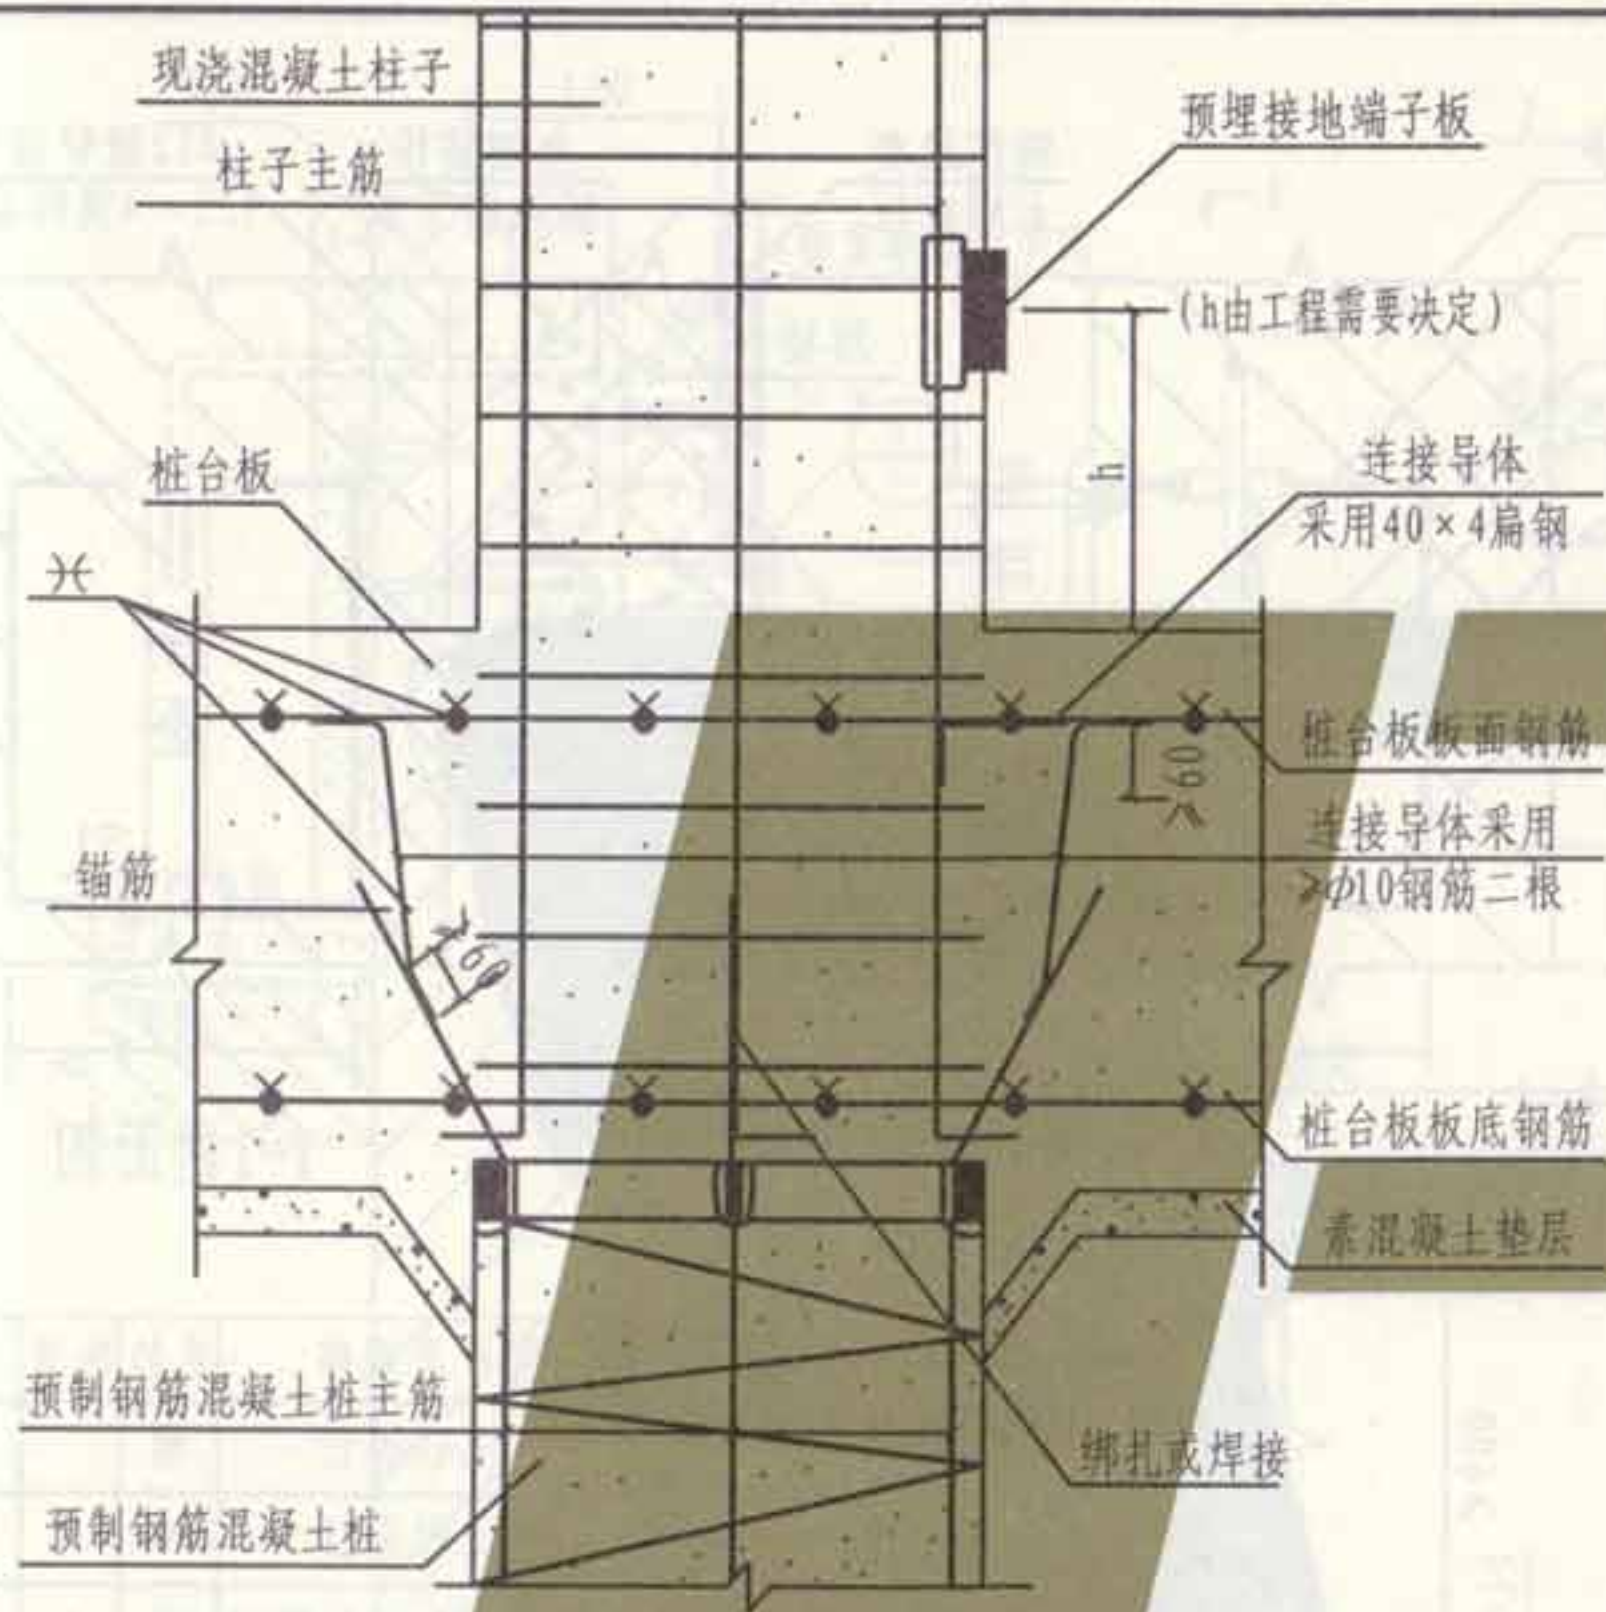 现浇混凝土柱子
柱子主筋
预埋接地端子板
(h由工程需要决定)
h
桩台板
连接导体
采用40×4扁钢
桩台板板面钢筋
连接导体采用
≥φ10钢筋二根
锚筋
桩台板板底钢筋
素混凝土垫层
预制钢筋混凝土桩主筋
绑扎或焊接
预制钢筋混凝土桩